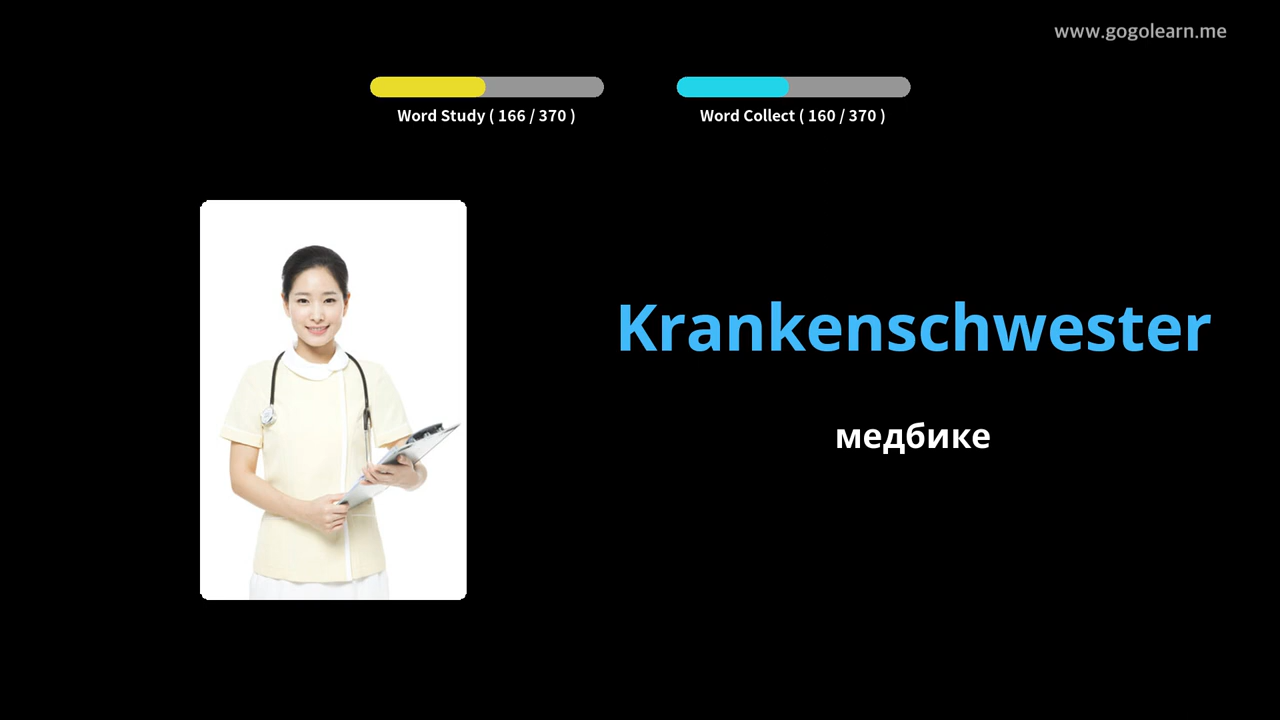 www.gogolearn.me
Word Study ( 166 / 370 )
Word Collect ( 160 / 370 )
Krankenschwester
медбике